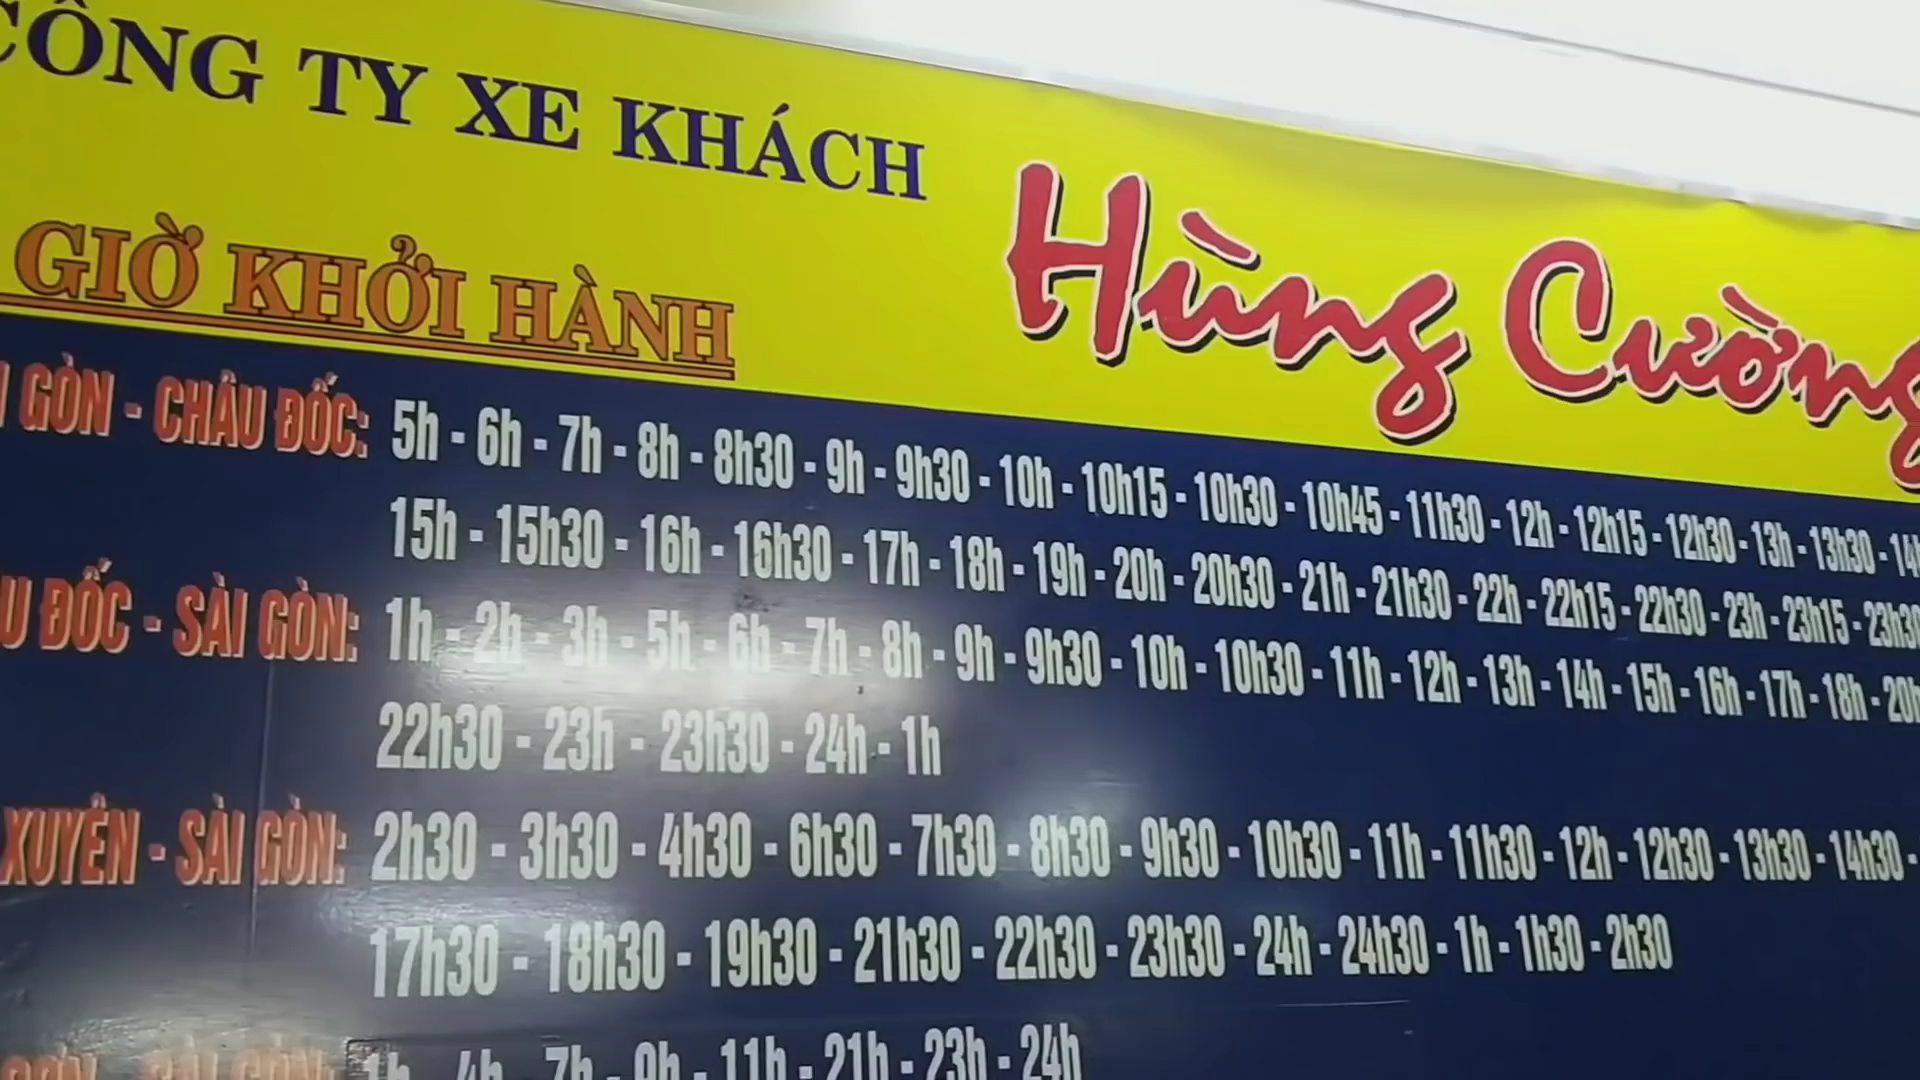 CÔNG TY XE KHÁCH
Hùng Cường
GIỜ KHỞI HÀNH
GÒN - CHÂU ĐỐC: 5h - 6h - 7h - 8h - 8h30 - 9h - 9h30 - 10h - 10h15 - 10h30 - 10h45 - 11h30 - 12h - 12h15 - 12h30 - 13h - 13h30 -
15h - 15h30 - 16h - 16h30 - 17h - 18h - 19h - 20h - 20h30 - 21h - 21h30 - 22h - 22h15 - 22h30 - 23h - 23h15 - 23h30
ĐỐC - SÀI GÒN: 1h - 2h - 3h - 5h - 6h - 7h - 8h - 9h - 9h30 - 10h - 10h30 - 11h - 12h - 13h - 14h - 15h - 16h - 17h - 18h - 20h
22h30 - 23h - 23h30 - 24h - 1h
XUYÊN - SÀI GÒN: 2h30 - 3h30 - 4h30 - 6h30 - 7h30 - 8h30 - 9h30 - 10h30 - 11h - 11h30 - 12h - 12h30 - 13h30 - 14h30 -
17h30 - 18h30 - 19h30 - 21h30 - 22h30 - 23h30 - 24h - 24h30 - 1h - 1h30 - 2h30
1h - 4h - 7h - 9h - 11h - 21h - 23h - 24h